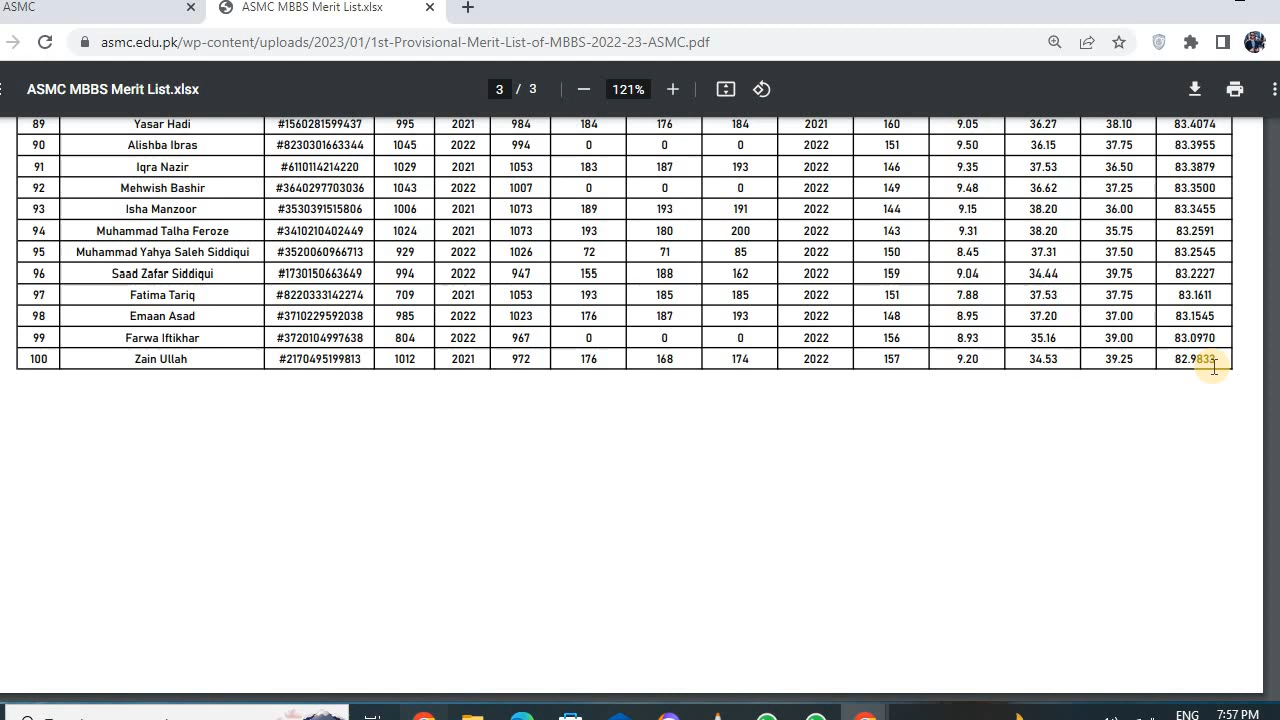 ASMC
ASMC MBBS Merit List.xlsx
asmc.edu.pk/wp-content/uploads/2023/01/1st-Provisional-Merit-List-of-MBBS-2022-23-ASMC.pdf
ASMC MBBS Merit List.xlsx 3 / 3 121%
89 Yasar Hadi #1560281599437 995 2021 984 184 176 184 2021 160 9.05 36.27 38.10 83.4074
90 Alishba Ibras #8230301663344 1045 2022 994 0 0 0 2022 151 9.50 36.15 37.75 83.3955
91 Iqra Nazir #6110114214220 1029 2021 1053 183 187 193 2022 146 9.35 37.53 36.50 83.3879
92 Mehwish Bashir #3640297703036 1043 2022 1007 0 0 0 2022 149 9.48 36.62 37.25 83.3500
93 Isha Manzoor #3530391515806 1006 2021 1073 189 193 191 2022 144 9.15 38.20 36.00 83.3455
94 Muhammad Talha Feroze #3410210402449 1024 2021 1073 193 180 200 2022 143 9.31 38.20 35.75 83.2591
95 Muhammad Yahya Saleh Siddiqui #3520060966713 929 2022 1026 72 71 85 2022 150 8.45 37.31 37.50 83.2545
96 Saad Zafar Siddiqui #1730150663649 994 2022 947 155 188 162 2022 159 9.04 34.44 39.75 83.2227
97 Fatima Tariq #8220333142274 709 2021 1053 193 185 185 2022 151 7.88 37.53 37.75 83.1611
98 Emaan Asad #3710229592038 985 2022 1023 176 187 193 2022 148 8.95 37.20 37.00 83.1545
99 Farwa Iftikhar #3720104997638 804 2022 967 0 0 0 2022 156 8.93 35.16 39.00 83.0970
100 Zain Ullah #2170495199813 1012 2021 972 176 168 174 2022 157 9.20 34.53 39.25 82.9833
ENG 7:57 PM